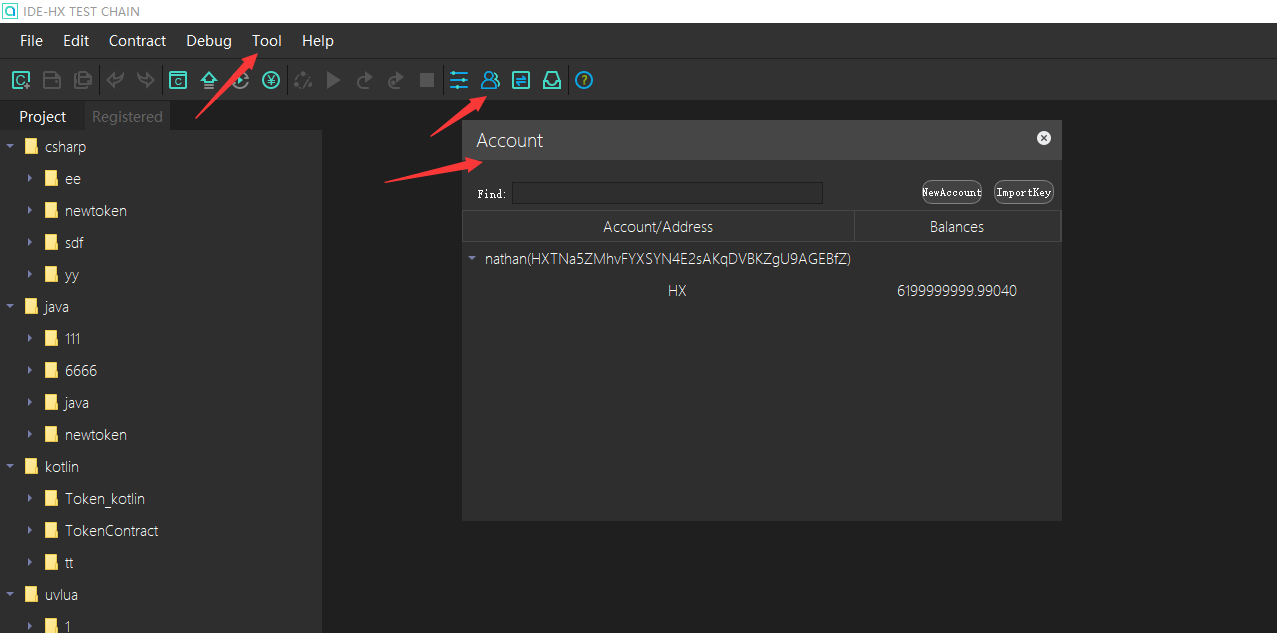 IDE-HX TEST CHAIN
File Edit Contract Debug Tool Help
Project Registered
Account
csharp
ee
Find: NewAccount ImportKey
newtoken
Account/Address Balances
sdf
nathan(HXTNa5ZMhvFYXSYN4E2sAKqDVBKZgU9AGEBfZ)
yy
HX 6199999999.99040
java
111
6666
java
newtoken
kotlin
Token_kotlin
TokenContract
tt
uvlua
1